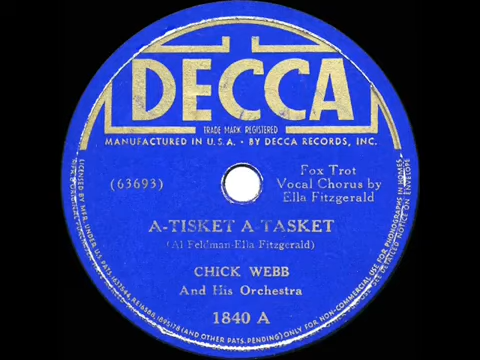 DECCA
TRADE MARK REGISTERED
MANUFACTURED IN U.S.A. • BY DECCA RECORDS, INC.
(63693)
Fox Trot
Vocal Chorus by
Ella Fitzgerald
A-TISKET A-TASKET
(Al Feldman-Ella Fitzgerald)
CHICK WEBB
And His Orchestra
1840 A